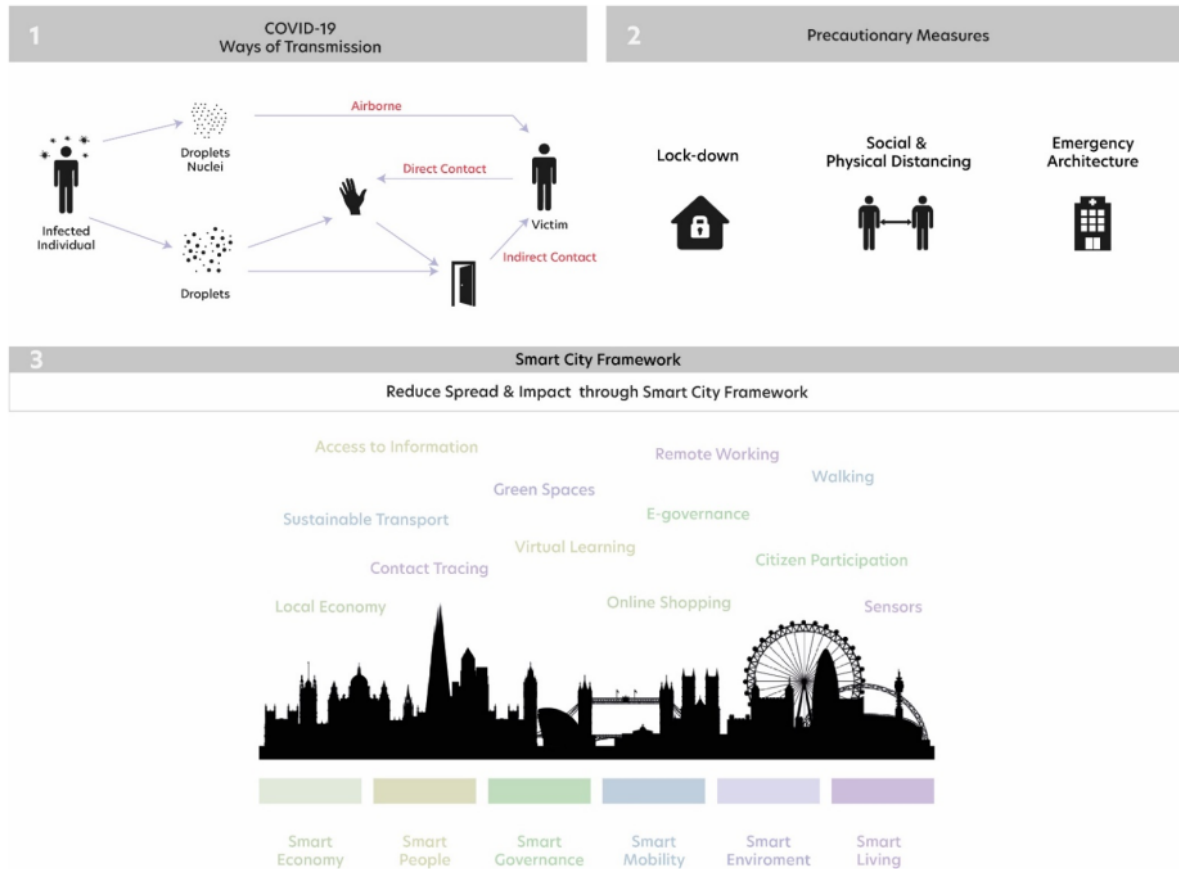 1
COVID-19
Ways of Transmission
Airborne
Droplets
Nuclei
Direct Contact
Infected
Individual
Victim
Indirect Contact
Droplets
2
Precautionary Measures
Lock-down
Social &
Physical Distancing
Emergency
Architecture
3
Smart City Framework
Reduce Spread & Impact through Smart City Framework
Access to Information
Remote Working
Walking
Green Spaces
Sustainable Transport
E-governance
Virtual Learning
Citizen Participation
Contact Tracing
Local Economy
Online Shopping
Sensors
Smart
Economy
Smart
People
Smart
Governance
Smart
Mobility
Smart
Enviroment
Smart
Living